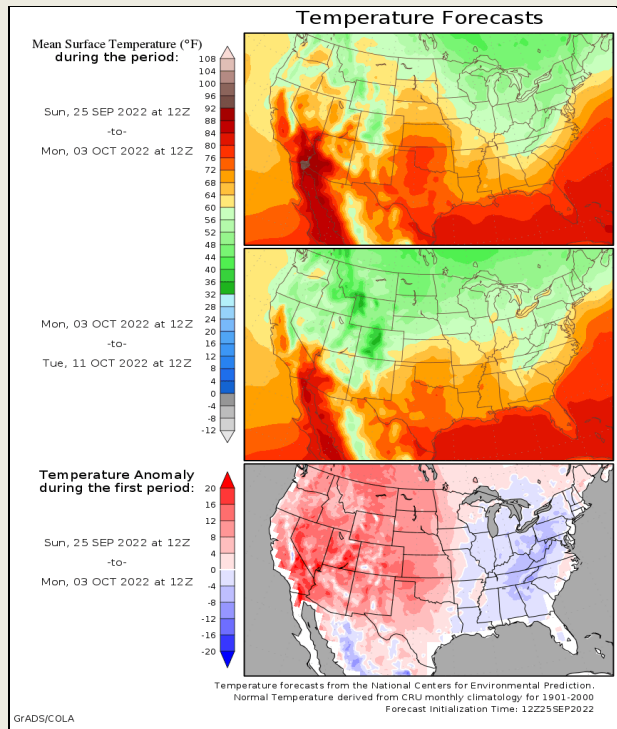 Temperature Forecasts
Mean Surface Temperature (°F)
during the period:
Sun, 25 SEP 2022 at 12Z
-to-
Mon, 03 OCT 2022 at 12Z
108
104
100
96
92
88
84
80
76
72
68
64
60
56
52
48
44
40
36
32
28
24
20
16
12
8
4
0
-4
-8
-12
Mon, 03 OCT 2022 at 12Z
-to-
Tue, 11 OCT 2022 at 12Z
Temperature Anomaly
during the first period:
Sun, 25 SEP 2022 at 12Z
-to-
Mon, 03 OCT 2022 at 12Z
20
16
12
8
4
0
-4
-8
-12
-16
-20
Temperature forecasts from the National Centers for Environmental Prediction.
Normal Temperature derived from CRU monthly climatology for 1901-2000
Forecast Initialization Time: 12Z25SEP2022
GrADS/COLA